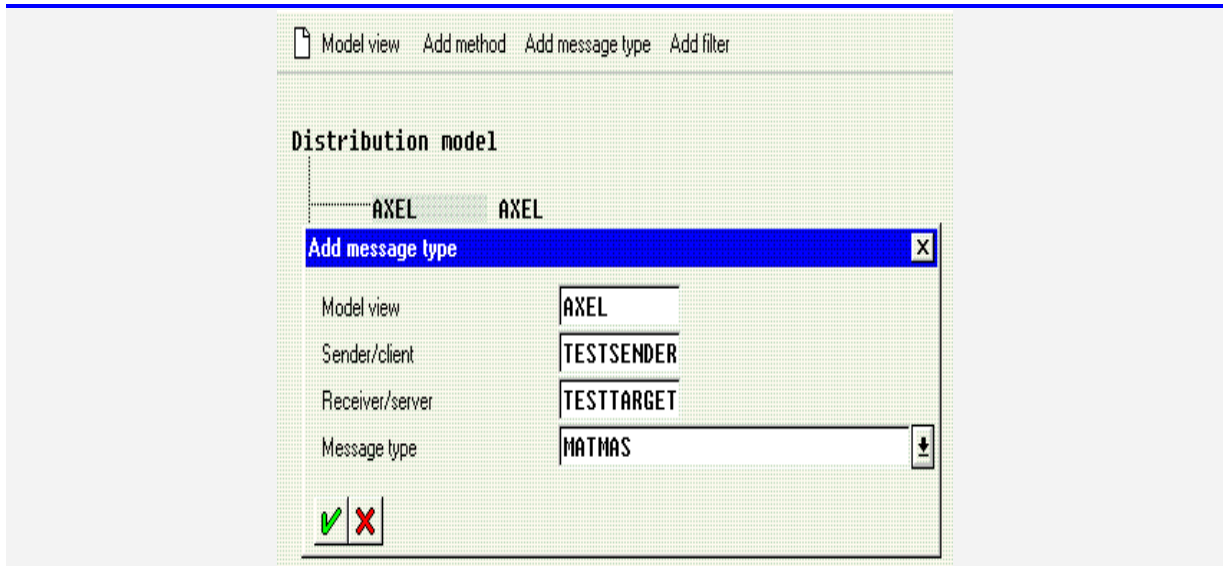 Model view Add method Add message type Add filter
Distribution model
AXEL AXEL
Add message type X
Model view AXEL
Sender/client TESTSENDER
Receiver/server TESTTARGET
Message type MATMAS